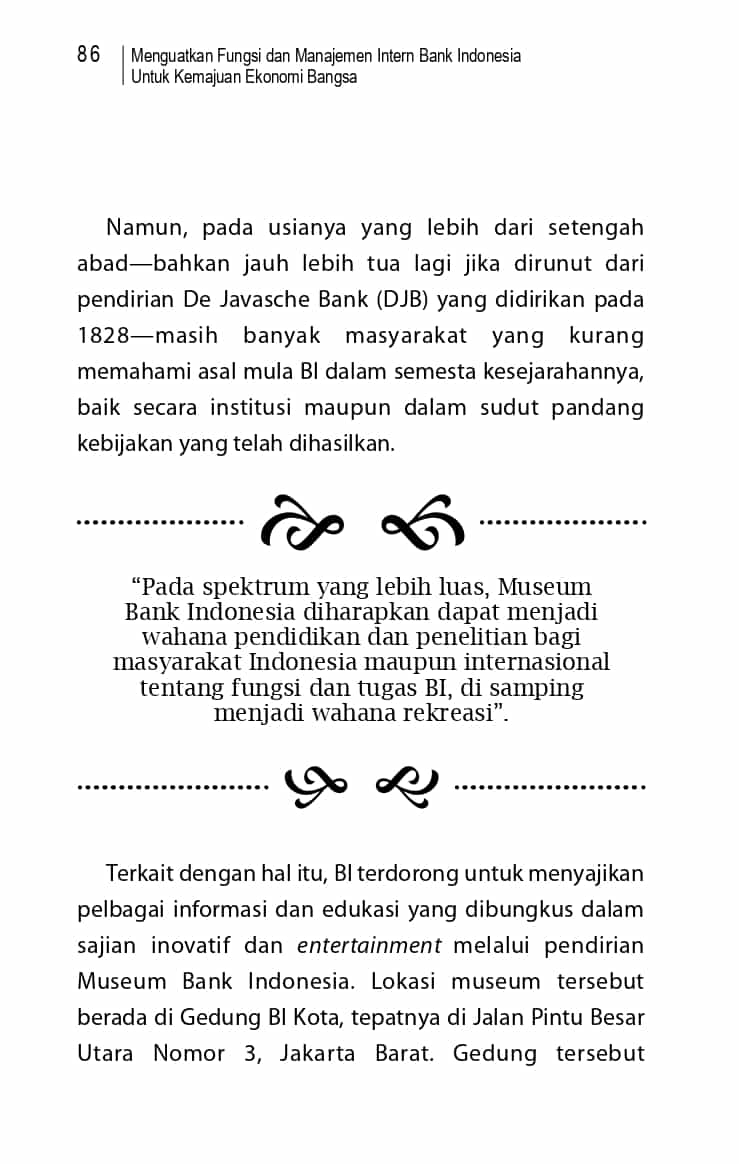 86
Menguatkan Fungsi dan Manajemen Intern Bank Indonesia
Untuk Kemajuan Ekonomi Bangsa
Namun, pada usianya yang lebih dari setengah
abad—bahkan jauh lebih tua lagi jika dirunut dari
pendirian De Javasche Bank (DJB) yang didirikan pada
1828—masih banyak masyarakat yang kurang
memahami asal mula BI dalam semesta kesejarahannya,
baik secara institusi maupun dalam sudut pandang
kebijakan yang telah dihasilkan.
“Pada spektrum yang lebih luas, Museum
Bank Indonesia diharapkan dapat menjadi
wahana pendidikan dan penelitian bagi
masyarakat Indonesia maupun internasional
tentang fungsi dan tugas BI, di samping
menjadi wahana rekreasi”.
Terkait dengan hal itu, BI terdorong untuk menyajikan
pelbagai informasi dan edukasi yang dibungkus dalam
sajian inovatif dan entertainment melalui pendirian
Museum Bank Indonesia. Lokasi museum tersebut
berada di Gedung BI Kota, tepatnya di Jalan Pintu Besar
Utara Nomor 3, Jakarta Barat. Gedung tersebut